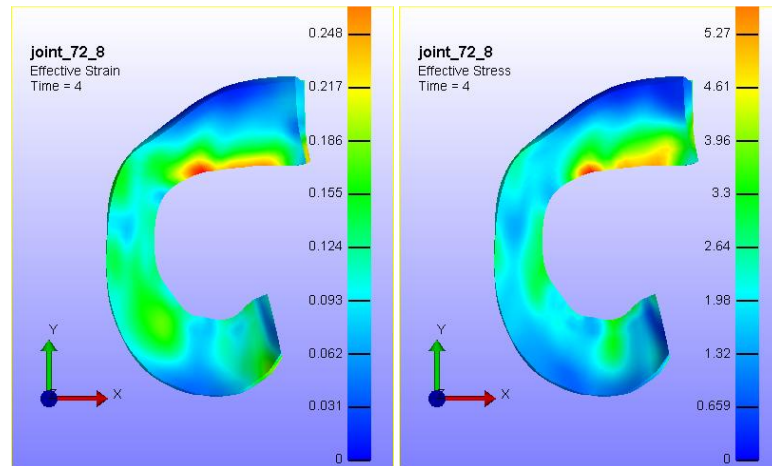 joint_72_8
Effective Strain
Time = 4
0.248
0.217
0.186
0.155
0.124
0.093
0.062
0.031
0
Y
X
joint_72_8
Effective Stress
Time = 4
5.27
4.61
3.96
3.3
2.64
1.98
1.32
0.659
0
Y
X